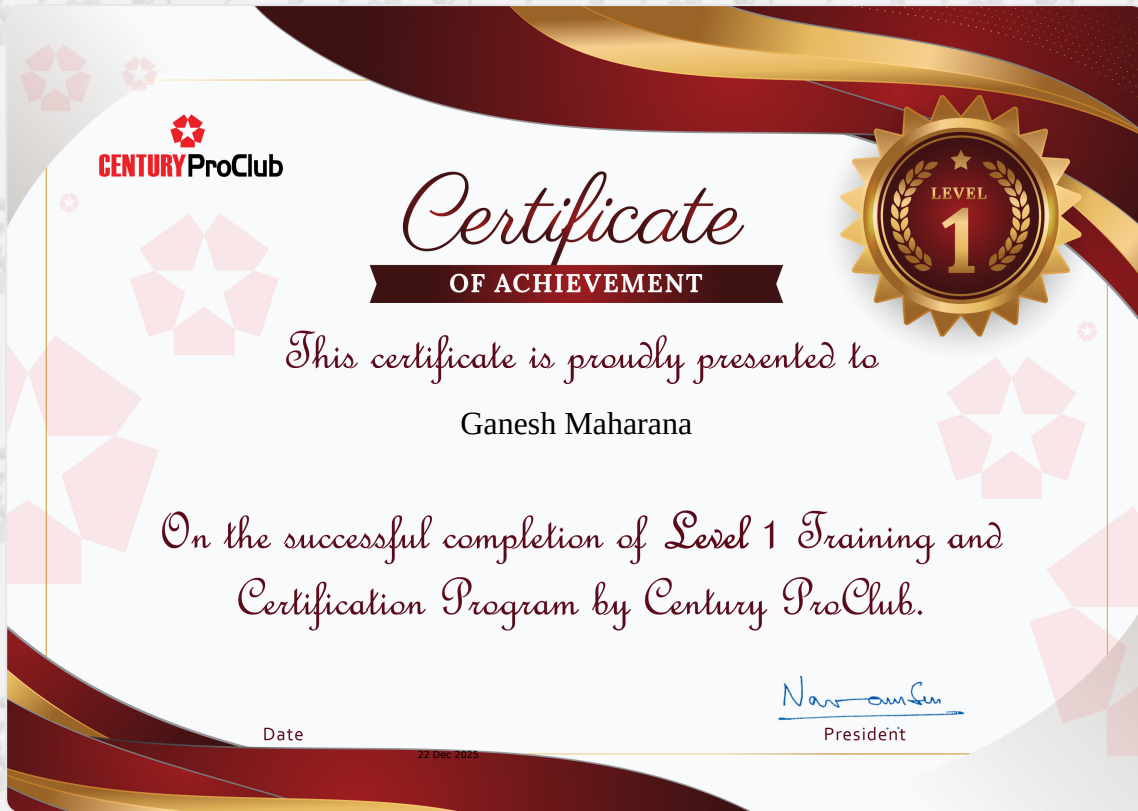 CENTURY ProClub
LEVEL
1
Certificate
OF ACHIEVEMENT
This certificate is proudly presented to
Ganesh Maharana
On the successful completion of Level 1 Training and
Certification Program by Century ProClub.
Date
President
22 Dec 2025